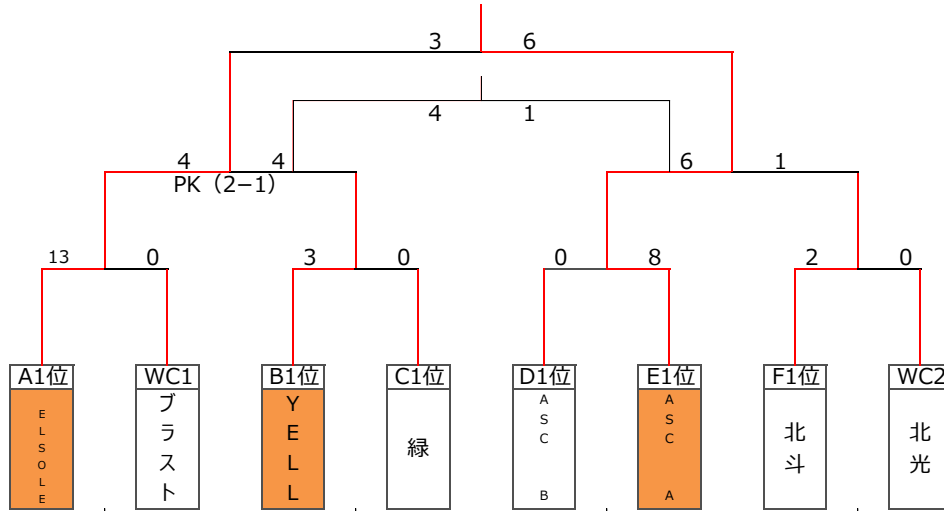 3 6
4 1
4 4 6 1
PK（2−1）
13 0 3 0 0 8 2 0
A1位 WC1 B1位 C1位 D1位 E1位 F1位 WC2
ELSOLE
ブラスト
YELL
緑
ASC B
ASC A
北斗
北光